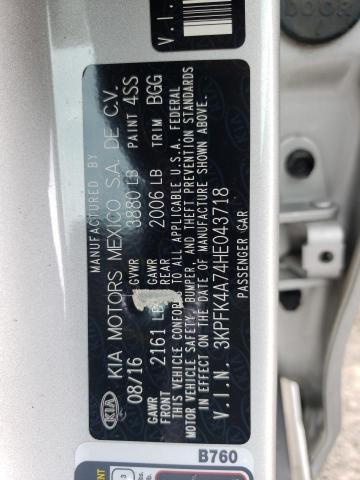 MANUFACTURED BY
KIA KIA MOTORS MEXICO S.A. DE C.V.
08/16 GVWR 3880 LB PAINT 4SS
GAWR FRONT 2161 LB GAWR REAR 2006 LB TRIM BGG
THIS VEHICLE CONFORMS TO ALL APPLICABLE U.S.A. FEDERAL
MOTOR VEHICLE SAFETY, BUMPER, AND THEFT PREVENTION STANDARDS
IN EFFECT ON THE DATE OF MANUFACTURE SHOWN ABOVE.
V.I.N. 3KPFK4A74HE043718
PASSENGER CAR
V.I.N
B760
DOOR